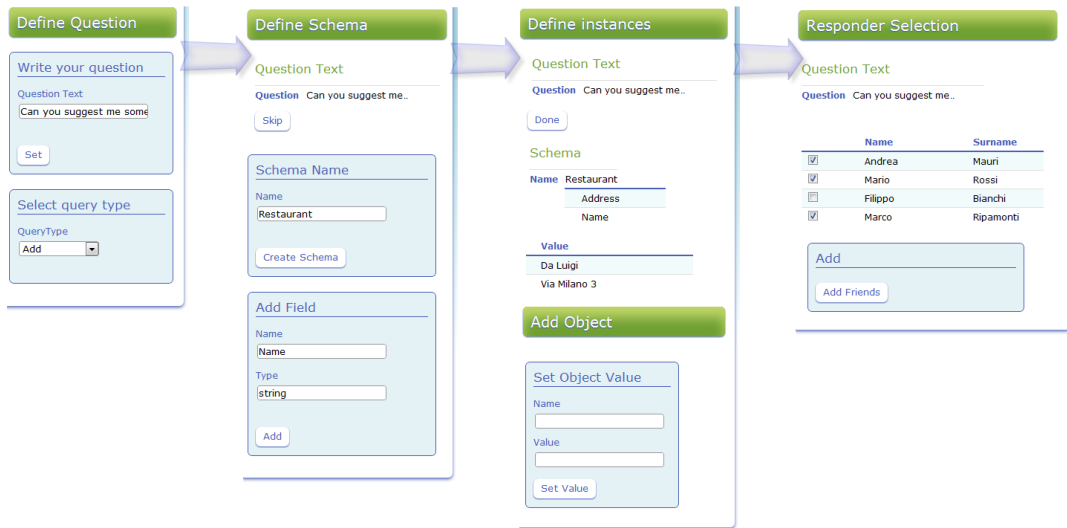 Define Question
Write your question
Question Text
Can you suggest me some
Set
Select query type
QueryType
Add
Define Schema
Question Text
Question Can you suggest me..
Skip
Schema Name
Name
Restaurant
Create Schema
Add Field
Name
Name
Type
string
Add
Define instances
Question Text
Question Can you suggest me..
Done
Schema
Name Restaurant
Address
Name
Value
Da Luigi
Via Milano 3
Add Object
Set Object Value
Name
Value
Set Value
Responder Selection
Question Text
Question Can you suggest me..
Name Surname
Andrea Mauri
Mario Rossi
Filippo Bianchi
Marco Ripamonti
Add
Add Friends